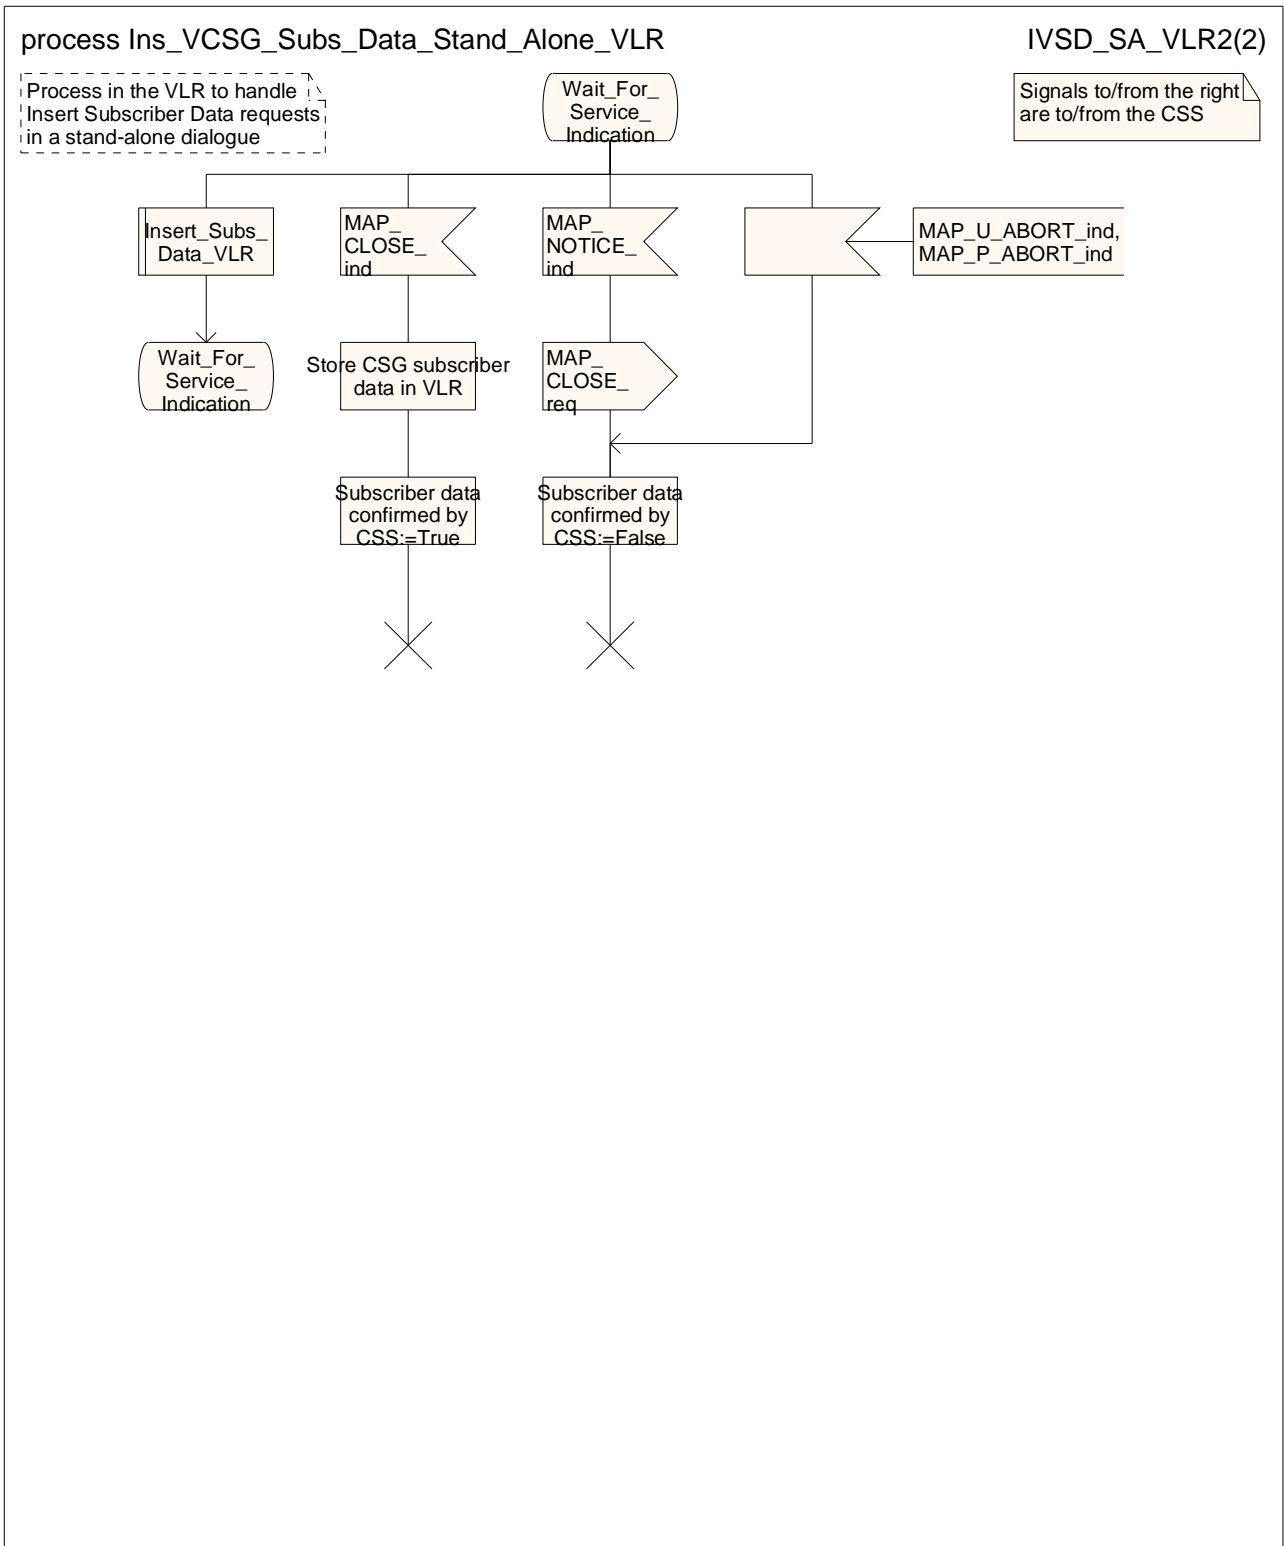 process Ins_VCSG_Subs_Data_Stand_Alone_VLR
IVSD_SA_VLR2(2)
Process in the VLR to handle
Insert Subscriber Data requests
in a stand-alone dialogue
Wait_For_
Service_
Indication
Signals to/from the right
are to/from the CSS
Insert_Subs_
Data_VLR
MAP_
CLOSE_
ind
MAP_
NOTICE_
ind
MAP_U_ABORT_ind,
MAP_P_ABORT_ind
Wait_For_
Service_
Indication
Store CSG subscriber
data in VLR
MAP_
CLOSE_
req
Subscriber data
confirmed by
CSS:=True
Subscriber data
confirmed by
CSS:=False